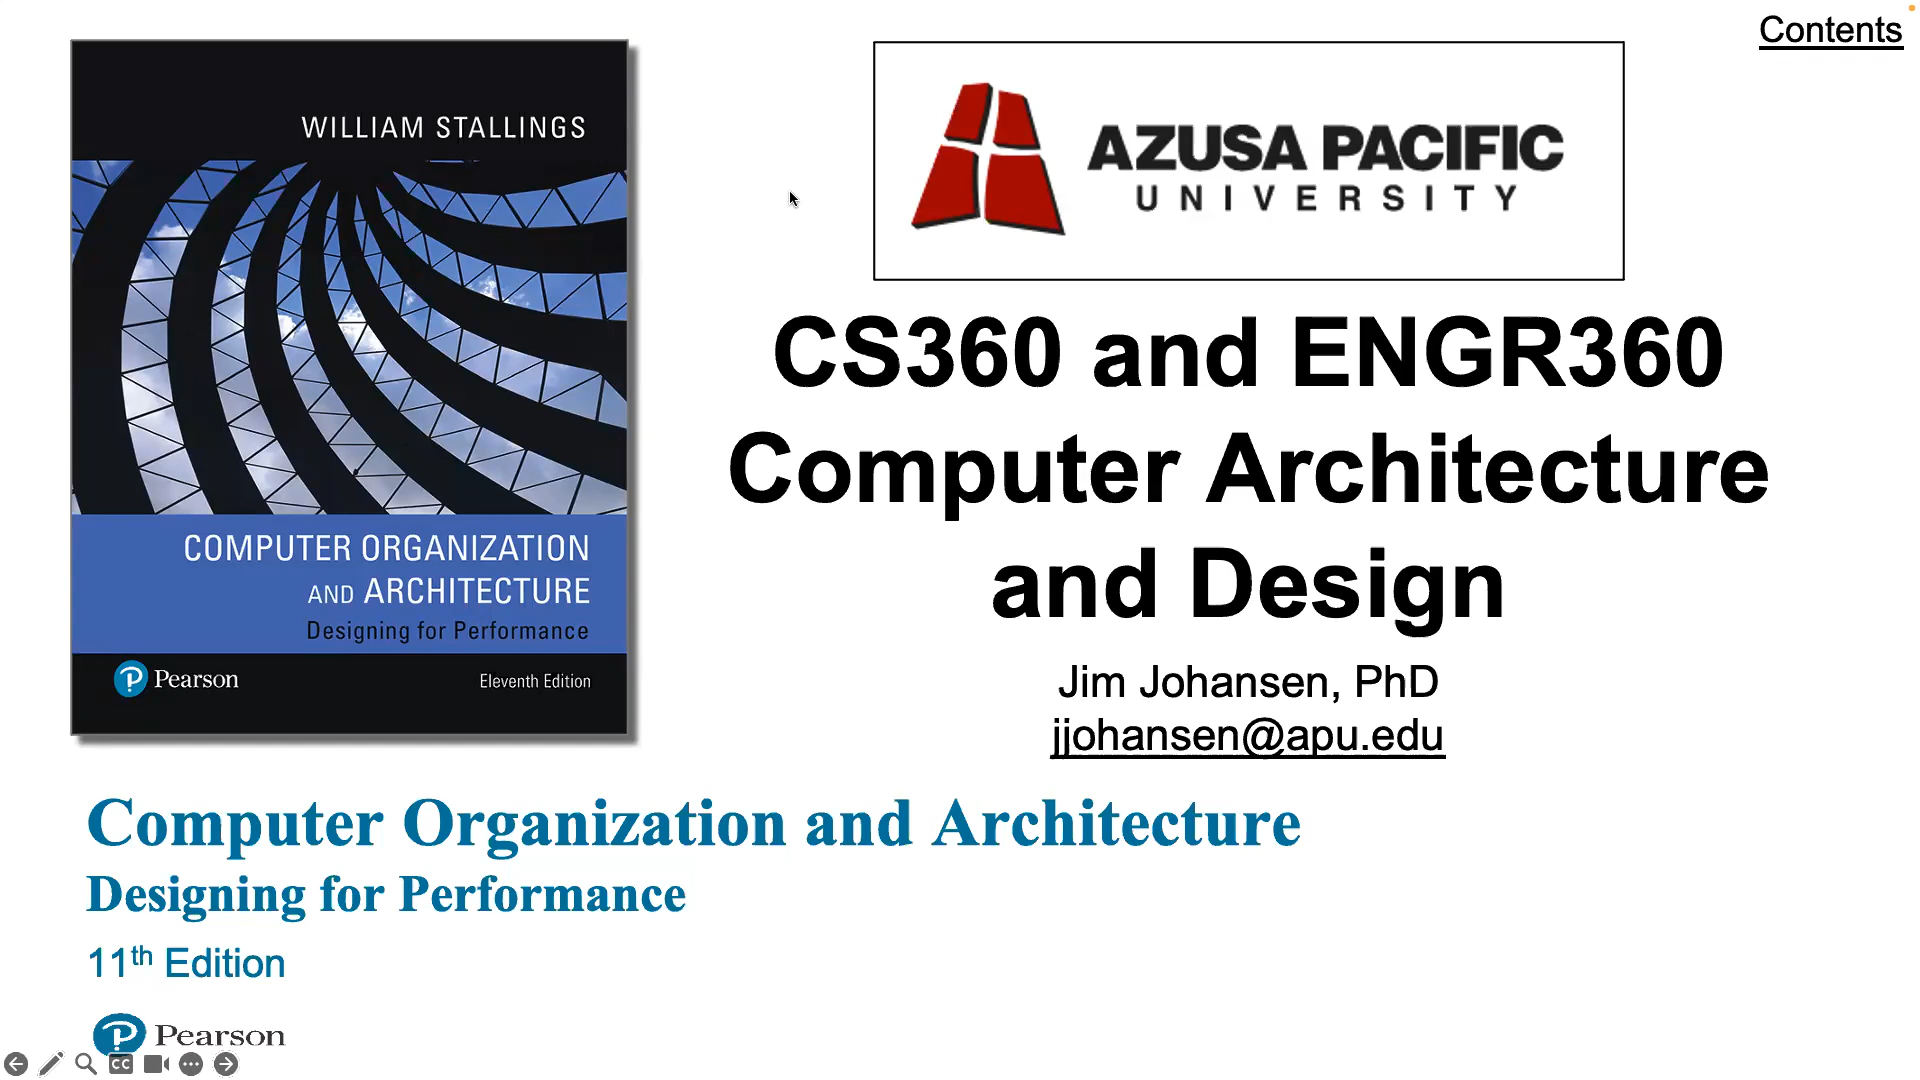 Contents
WILLIAM STALLINGS
COMPUTER ORGANIZATION
AND ARCHITECTURE
Designing for Performance
Pearson
Eleventh Edition
AZUSA PACIFIC
UNIVERSITY
CS360 and ENGR360
Computer Architecture
and Design
Jim Johansen, PhD
jjohansen@apu.edu
Computer Organization and Architecture
Designing for Performance
11th Edition
Pearson
CC